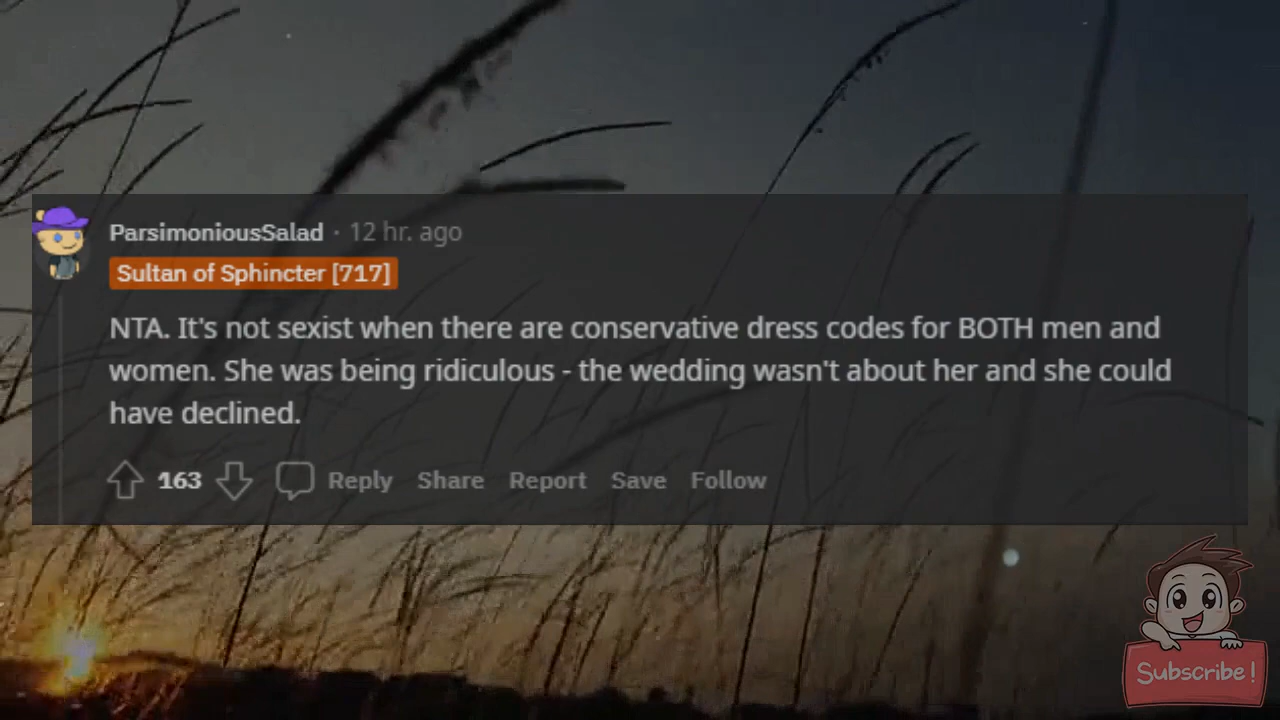 ParsimoniousSalad · 12 hr. ago
Sultan of Sphincter [717]
NTA. It's not sexist when there are conservative dress codes for BOTH men and
women. She was being ridiculous - the wedding wasn't about her and she could
have declined.
163 Reply Share Report Save Follow
Subscribe!